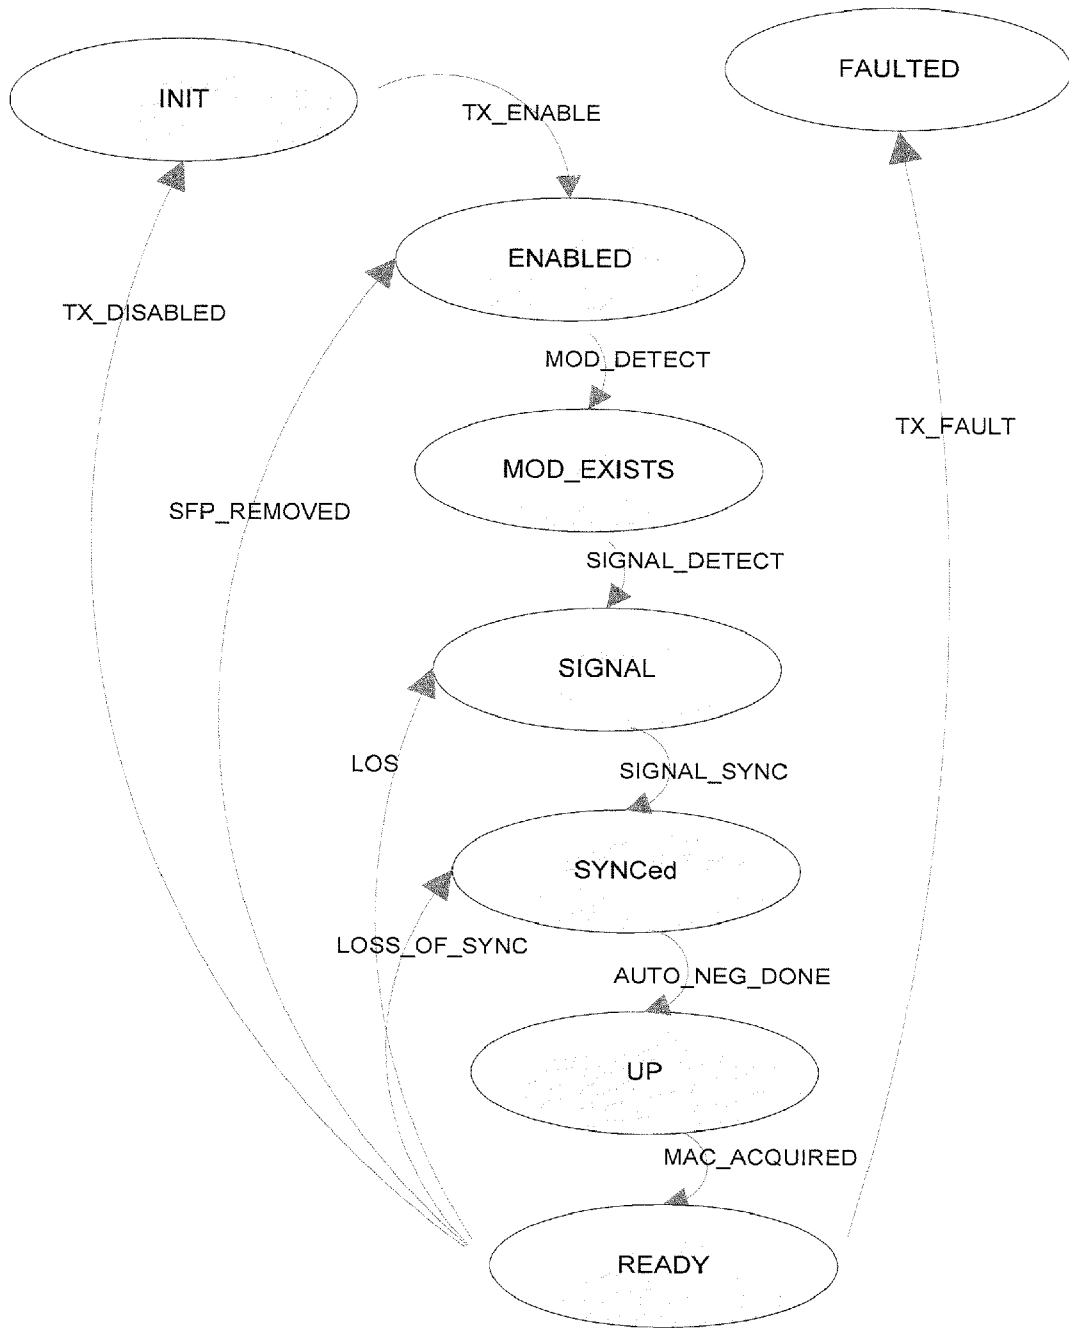 FAULTED
INIT
TX_ENABLE
ENABLED
TX_DISABLED
MOD_DETECT
TX_FAULT
MOD_EXISTS
SFP_REMOVED
SIGNAL_DETECT
SIGNAL
LOS
SIGNAL_SYNC
SYNCed
LOSS_OF_SYNC
AUTO_NEG_DONE
UP
MAC_ACQUIRED
READY